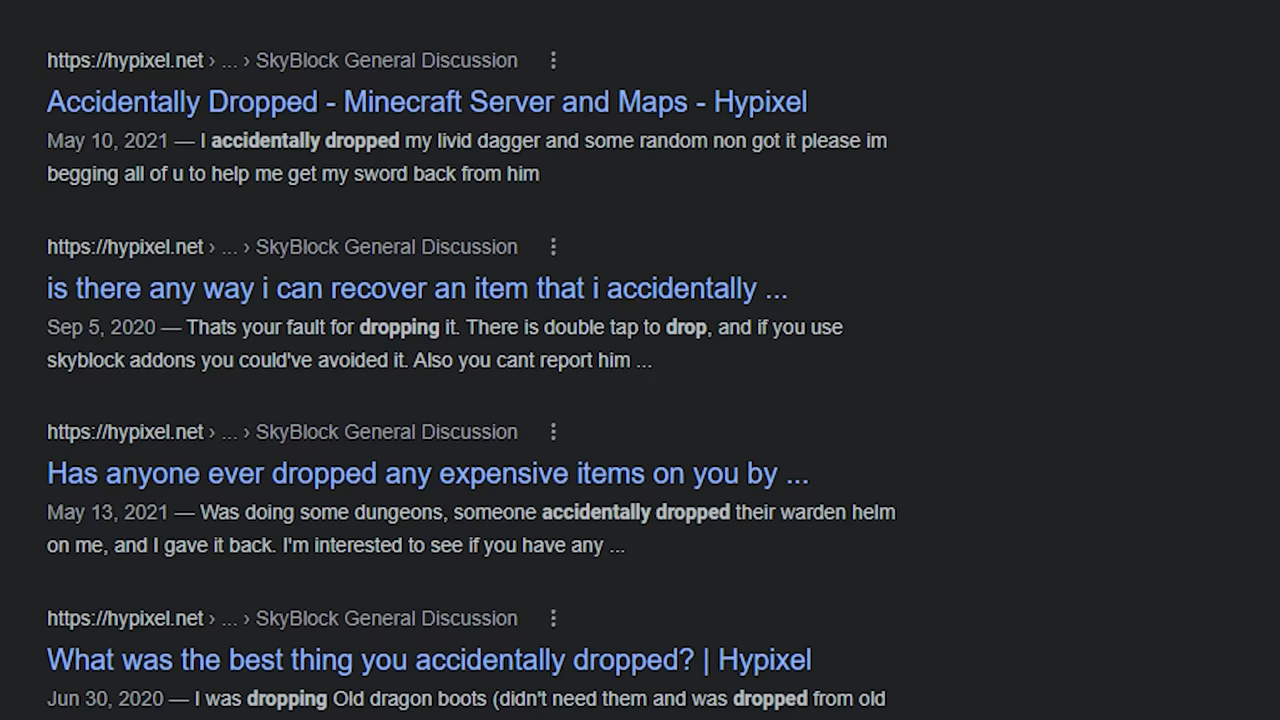 https://hypixel.net › ... › SkyBlock General Discussion
Accidentally Dropped - Minecraft Server and Maps - Hypixel
May 10, 2021 — I accidentally dropped my livid dagger and some random non got it please im
begging all of u to help me get my sword back from him
https://hypixel.net › ... › SkyBlock General Discussion
is there any way i can recover an item that i accidentally ...
Sep 5, 2020 — Thats your fault for dropping it. There is double tap to drop, and if you use
skyblock addons you could've avoided it. Also you cant report him ...
https://hypixel.net › ... › SkyBlock General Discussion
Has anyone ever dropped any expensive items on you by ...
May 13, 2021 — Was doing some dungeons, someone accidentally dropped their warden helm
on me, and I gave it back. I'm interested to see if you have any ...
https://hypixel.net › ... › SkyBlock General Discussion
What was the best thing you accidentally dropped? | Hypixel
Jun 30, 2020 — I was dropping Old dragon boots (didn't need them and was dropped from old